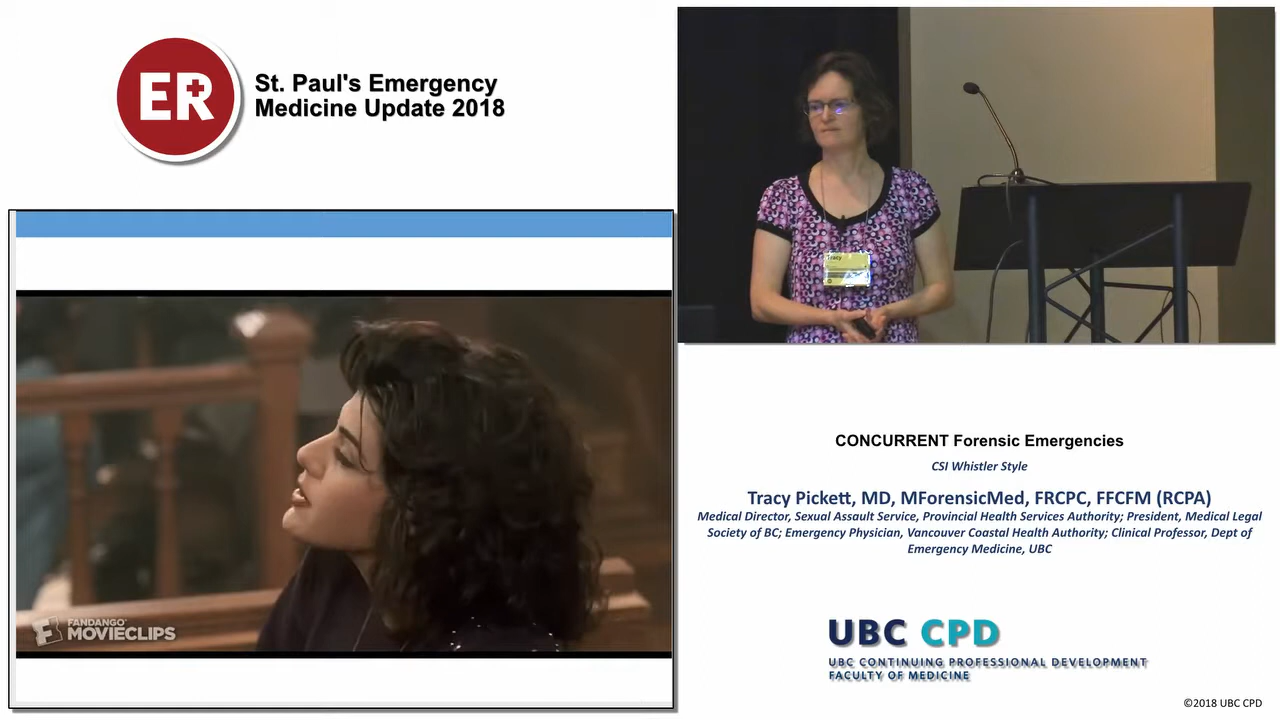 ER
St. Paul's Emergency
Medicine Update 2018
Tracy
FANDANGO
MOVIECLIPS
CONCURRENT Forensic Emergencies
CSI Whistler Style
Tracy Pickett, MD, MForensicMed, FRCPC, FFCFM (RCPA)
Medical Director, Sexual Assault Service, Provincial Health Services Authority; President, Medical Legal
Society of BC; Emergency Physician, Vancouver Coastal Health Authority; Clinical Professor, Dept of
Emergency Medicine, UBC
UBC CPD
UBC CONTINUING PROFESSIONAL DEVELOPMENT
FACULTY OF MEDICINE
©2018 UBC CPD